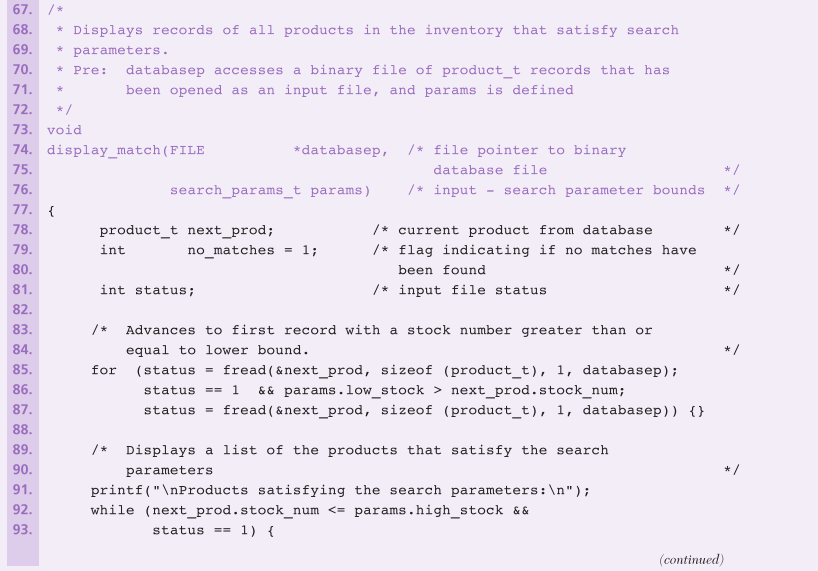 67. /*
68.  * Displays records of all products in the inventory that satisfy search
69.  * parameters.
70.  * Pre:  databasep accesses a binary file of product_t records that has
71.  *       been opened as an input file, and params is defined
72.  */
73. void
74. display_match(FILE          *databasep,  /* file pointer to binary
75.                                             database file                    */
76.               search_params_t params)    /* input – search parameter bounds  */
77. {
78.       product_t next_prod;           /* current product from database        */
79.       int       no_matches = 1;      /* flag indicating if no matches have
80.                                         been found                           */
81.       int status;                    /* input file status                    */
82.
83.      /*  Advances to first record with a stock number greater than or
84.          equal to lower bound.                                               */
85.      for  (status = fread(&next_prod, sizeof (product_t), 1, databasep);
86.            status == 1  && params.low_stock > next_prod.stock_num;
87.            status = fread(&next_prod, sizeof (product_t), 1, databasep)) {}
88.
89.      /*  Displays a list of the products that satisfy the search
90.          parameters                                                          */
91.      printf("\nProducts satisfying the search parameters:\n");
92.      while (next_prod.stock_num <= params.high_stock &&
93.             status == 1) {
(continued)